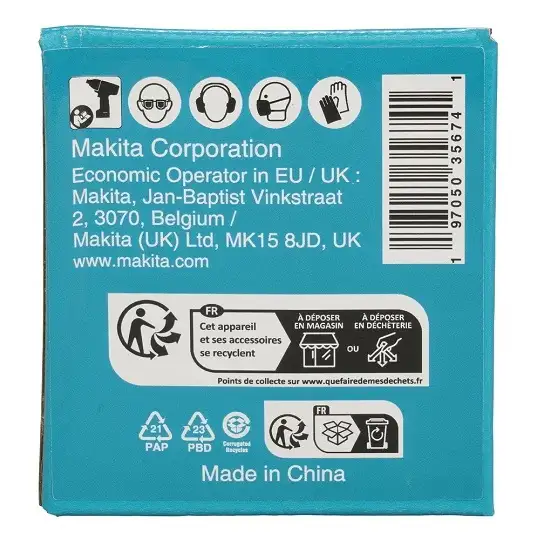 Makita Corporation
Economic Operator in EU / UK :
Makita, Jan-Baptist Vinkstraat
2, 3070, Belgium /
Makita (UK) Ltd, MK15 8JD, UK
www.makita.com
1 97050 35674 1
FR
Cet appareil
et ses accessoires
se recyclent
À DÉPOSER
EN MAGASIN
OU
À DÉPOSER
EN DÉCHÈTERIE
Points de collecte sur www.quefairedemesdechets.fr
21
PAP
23
PBD
Corrugated
Recycles
FR
Made in China